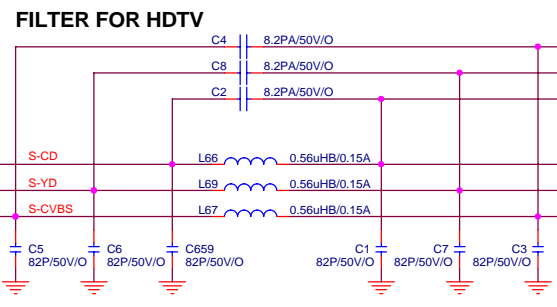 FILTER FOR HDTV
C4 8.2PA/50V/O
C8 8.2PA/50V/O
C2 8.2PA/50V/O
S-CD L66 0.56uHB/0.15A
S-YD L69 0.56uHB/0.15A
S-CVBS L67 0.56uHB/0.15A
C5 C6 C659 C1 C7 C3
82P/50V/O 82P/50V/O 82P/50V/O 82P/50V/O 82P/50V/O 82P/50V/O